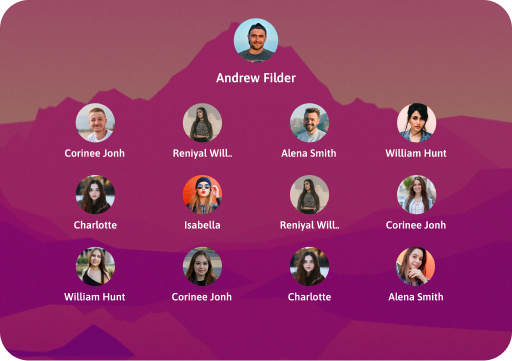 Andrew Filder
Corinee Jonh
Reniyal Will..
Alena Smith
William Hunt
Charlotte
Isabella
Reniyal Will..
Corinee Jonh
William Hunt
Corinee Jonh
Charlotte
Alena Smith